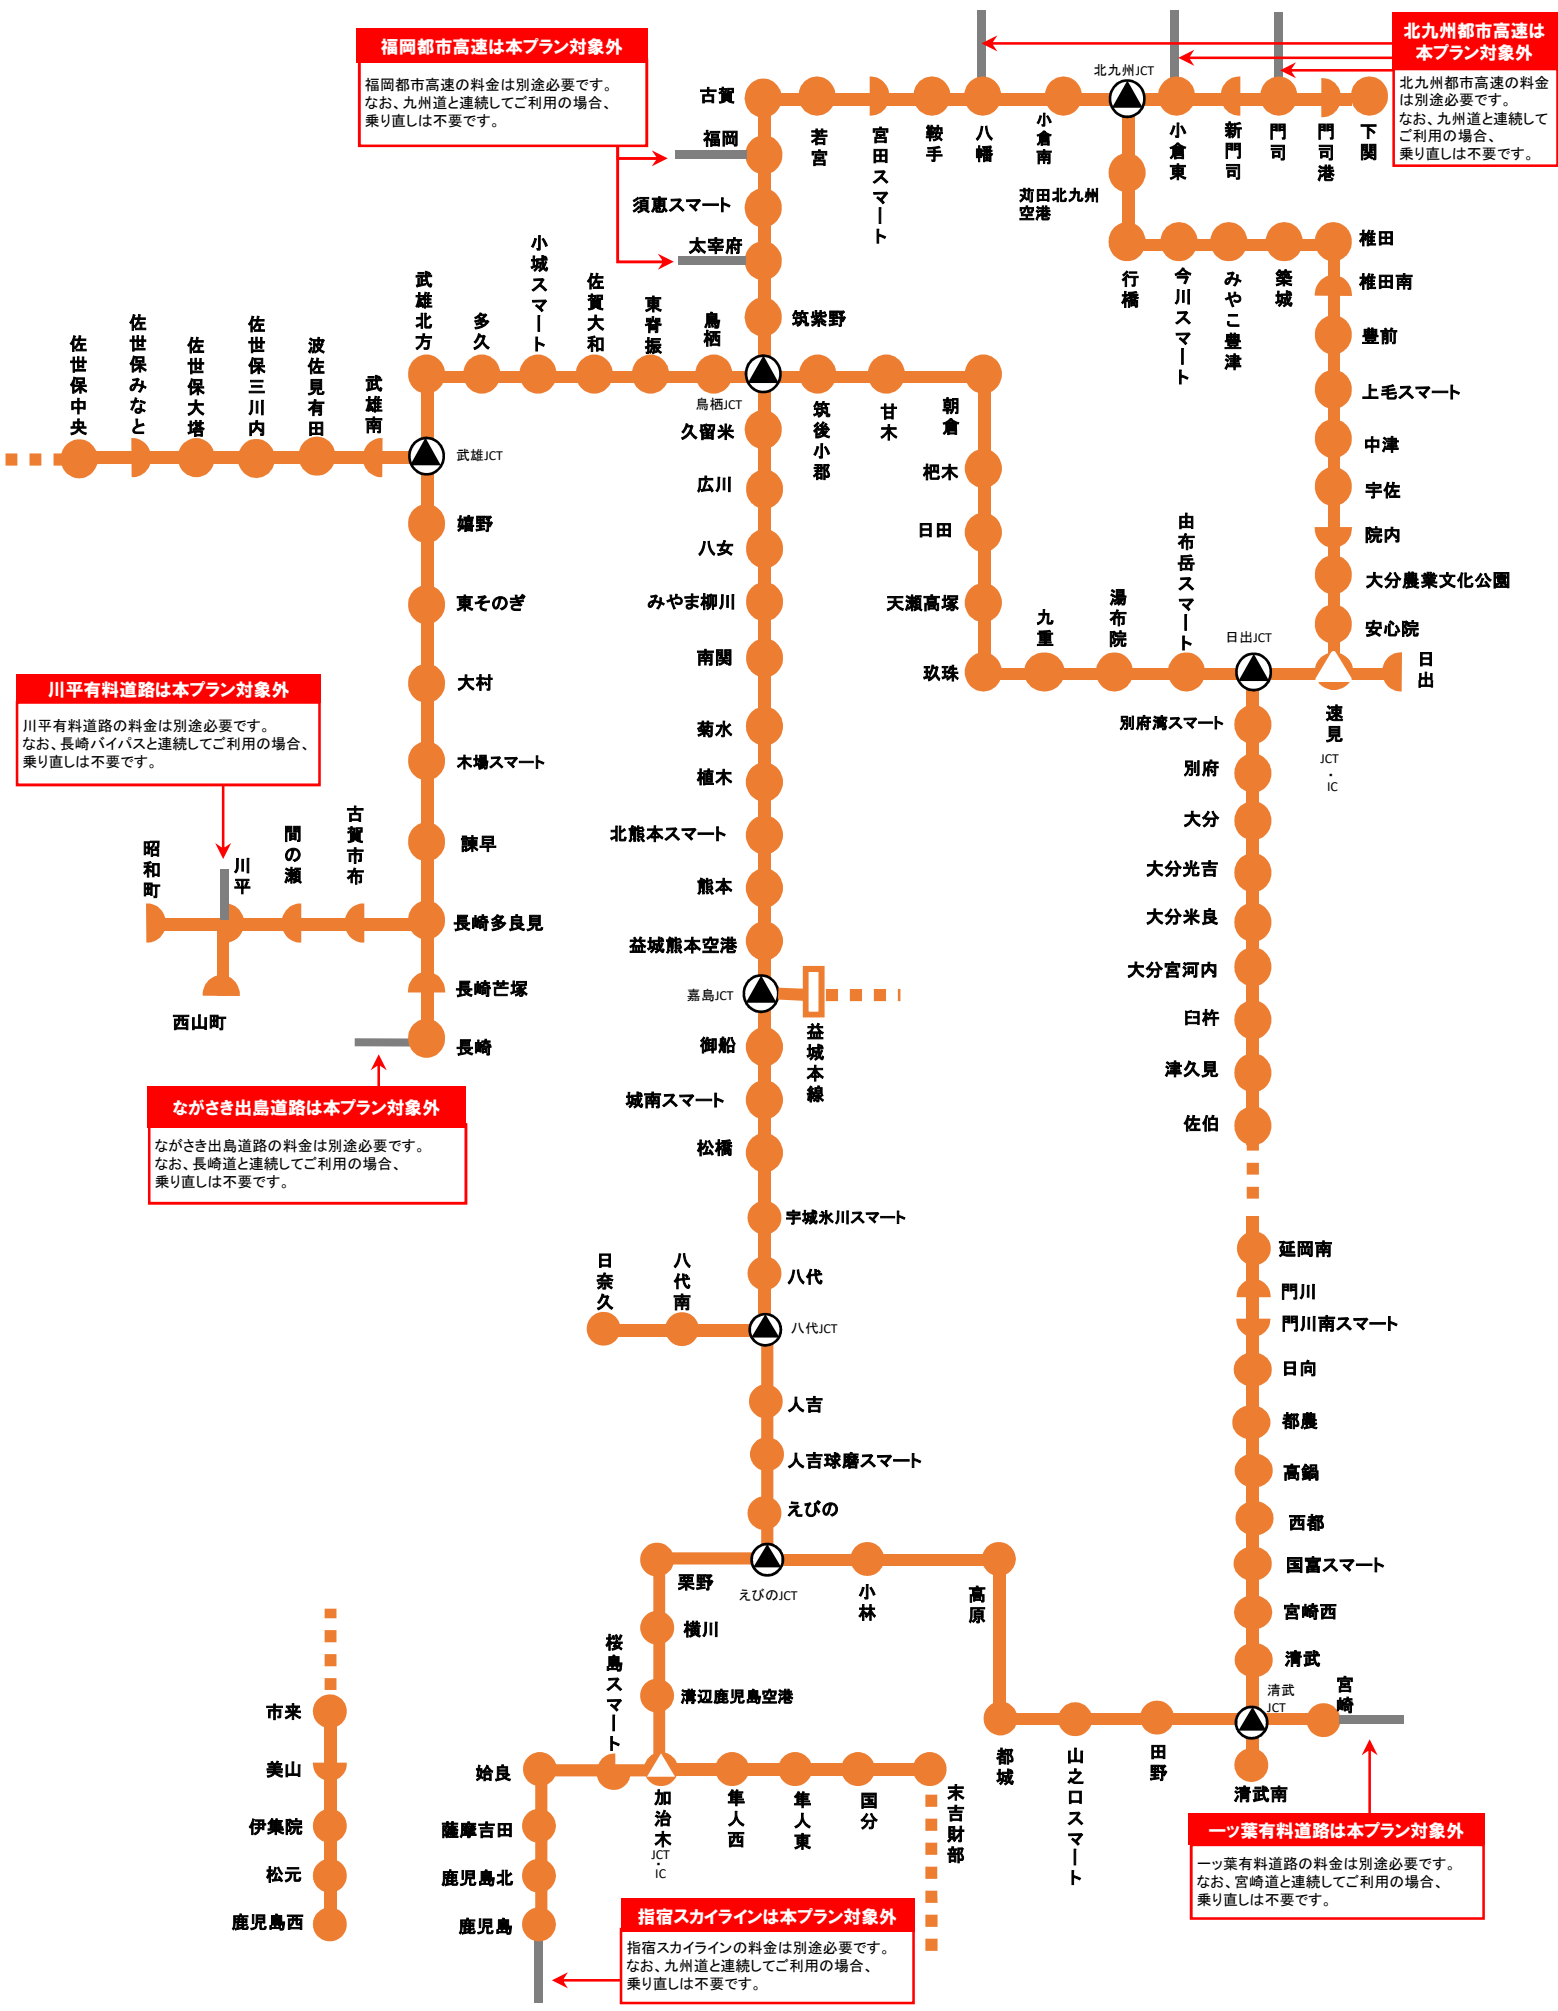 福岡都市高速は本プラン対象外
福岡都市高速の料金は別途必要です。
なお、九州道と連続してご利用の場合、
乗り直しは不要です。
北九州都市高速は
本プラン対象外
北九州都市高速の料金
は別途必要です。
なお、九州道と連続して
ご利用の場合、
乗り直しは不要です。
古賀
若宮
宮田スマート
鞍手
八幡
小倉南
北九州JCT
小倉東
新門司
門司
門司港
下関
福岡
須恵スマート
太宰府
筑紫野
苅田北九州
空港
行橋
今川スマート
みやこ豊津
築城
椎田
椎田南
豊前
上毛スマート
中津
宇佐
院内
大分農業文化公園
安心院
日出
速見
JCT
・
IC
佐世保中央
佐世保みなと
佐世保大塔
佐世保三川内
波佐見有田
武雄南
武雄JCT
武雄北方
多久
小城スマート
佐賀大和
東脊振
鳥栖
鳥栖JCT
筑後小郡
甘木
朝倉
杷木
日田
天瀬高塚
玖珠
九重
湯布院
由布岳スマート
日出JCT
嬉野
東そのぎ
大村
木場スマート
諫早
長崎多良見
長崎芒塚
長崎
川平有料道路は本プラン対象外
川平有料道路の料金は別途必要です。
なお、長崎バイパスと連続してご利用の場合、
乗り直しは不要です。
昭和町
川平
間の瀬
古賀市布
西山町
ながさき出島道路は本プラン対象外
ながさき出島道路の料金は別途必要です。
なお、長崎道と連続してご利用の場合、
乗り直しは不要です。
久留米
広川
八女
みやま柳川
南関
菊水
植木
北熊本スマート
熊本
益城熊本空港
嘉島JCT
益城本線
御船
城南スマート
松橋
宇城氷川スマート
八代
八代JCT
日奈久
八代南
人吉
人吉球磨スマート
えびの
えびのJCT
別府湾スマート
別府
大分
大分光吉
大分米良
大分宮河内
臼杵
津久見
佐伯
延岡南
門川
門川南スマート
日向
都農
高鍋
西都
国富スマート
宮崎西
清武
清武
JCT
宮崎
清武南
小林
高原
都城
山之口スマート
田野
栗野
横川
溝辺鹿児島空港
桜島スマート
加治木
JCT
・
IC
姶良
隼人西
隼人東
国分
末吉財部
薩摩吉田
鹿児島北
鹿児島
市来
美山
伊集院
松元
鹿児島西
一ッ葉有料道路は本プラン対象外
一ッ葉有料道路の料金は別途必要です。
なお、宮崎道と連続してご利用の場合、
乗り直しは不要です。
指宿スカイラインは本プラン対象外
指宿スカイラインの料金は別途必要です。
なお、九州道と連続してご利用の場合、
乗り直しは不要です。